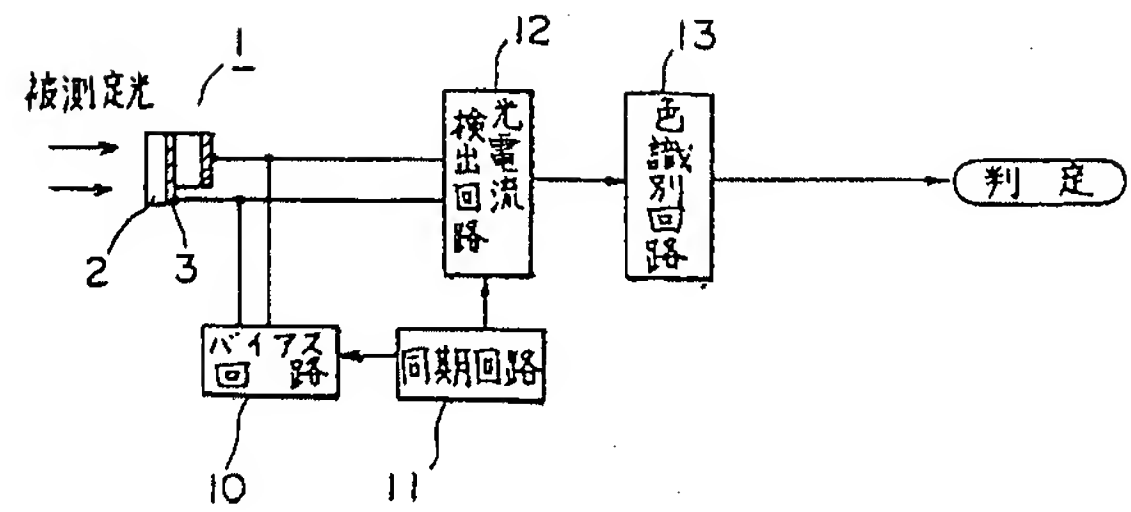 1
12
13
被測定光
光電流
検出回路
色識別回路
判 定
2
3
バイアス
回 路
同期回路
10
11